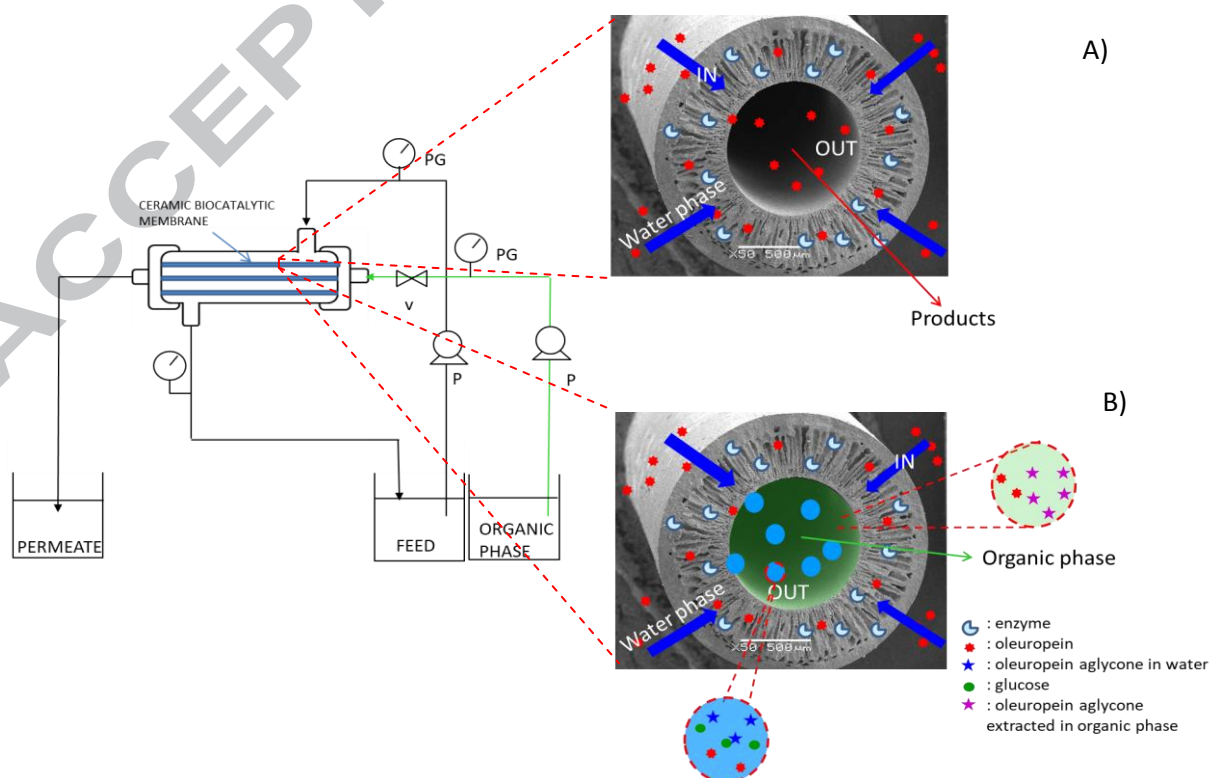 ACCEPT
PG
CERAMIC BIOCATALYTIC
MEMBRANE
PG
v
P
P
PERMEATE
FEED
ORGANIC
PHASE
A)
IN
OUT
Water phase
X50 500μm
Products
B)
IN
OUT
Water phase
X50 500μm
Organic phase
: enzyme
: oleuropein
: oleuropein aglycone in water
: glucose
: oleuropein aglycone
extracted in organic phase